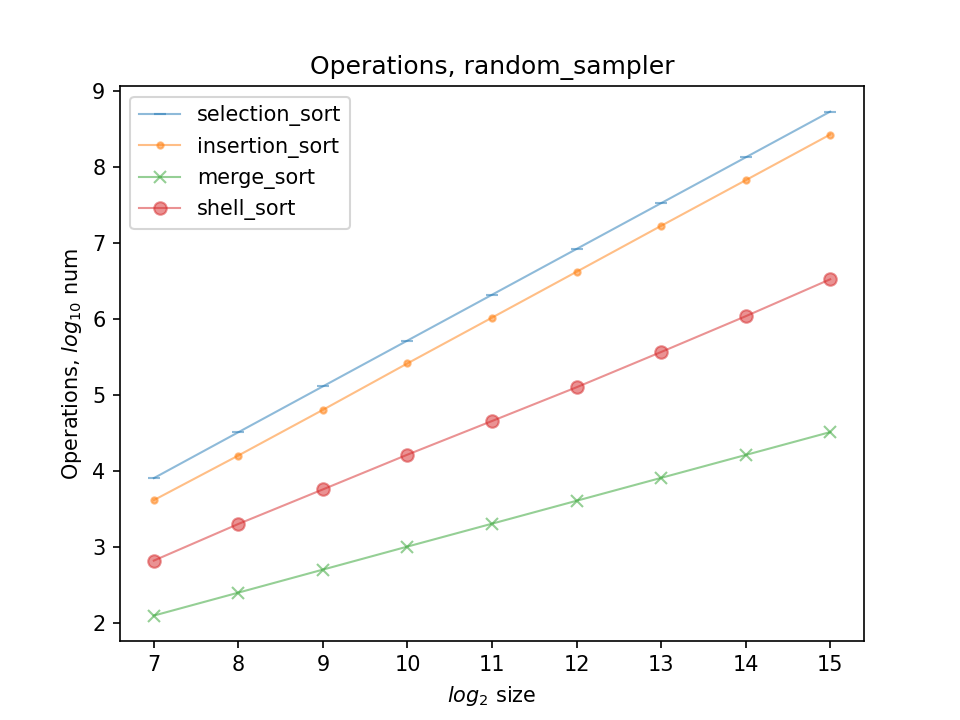 Operations, random_sampler
9
8
7
6
5
4
3
2
Operations, log₁₀ num
selection_sort
insertion_sort
merge_sort
shell_sort
7 8 9 10 11 12 13 14 15
log₂ size